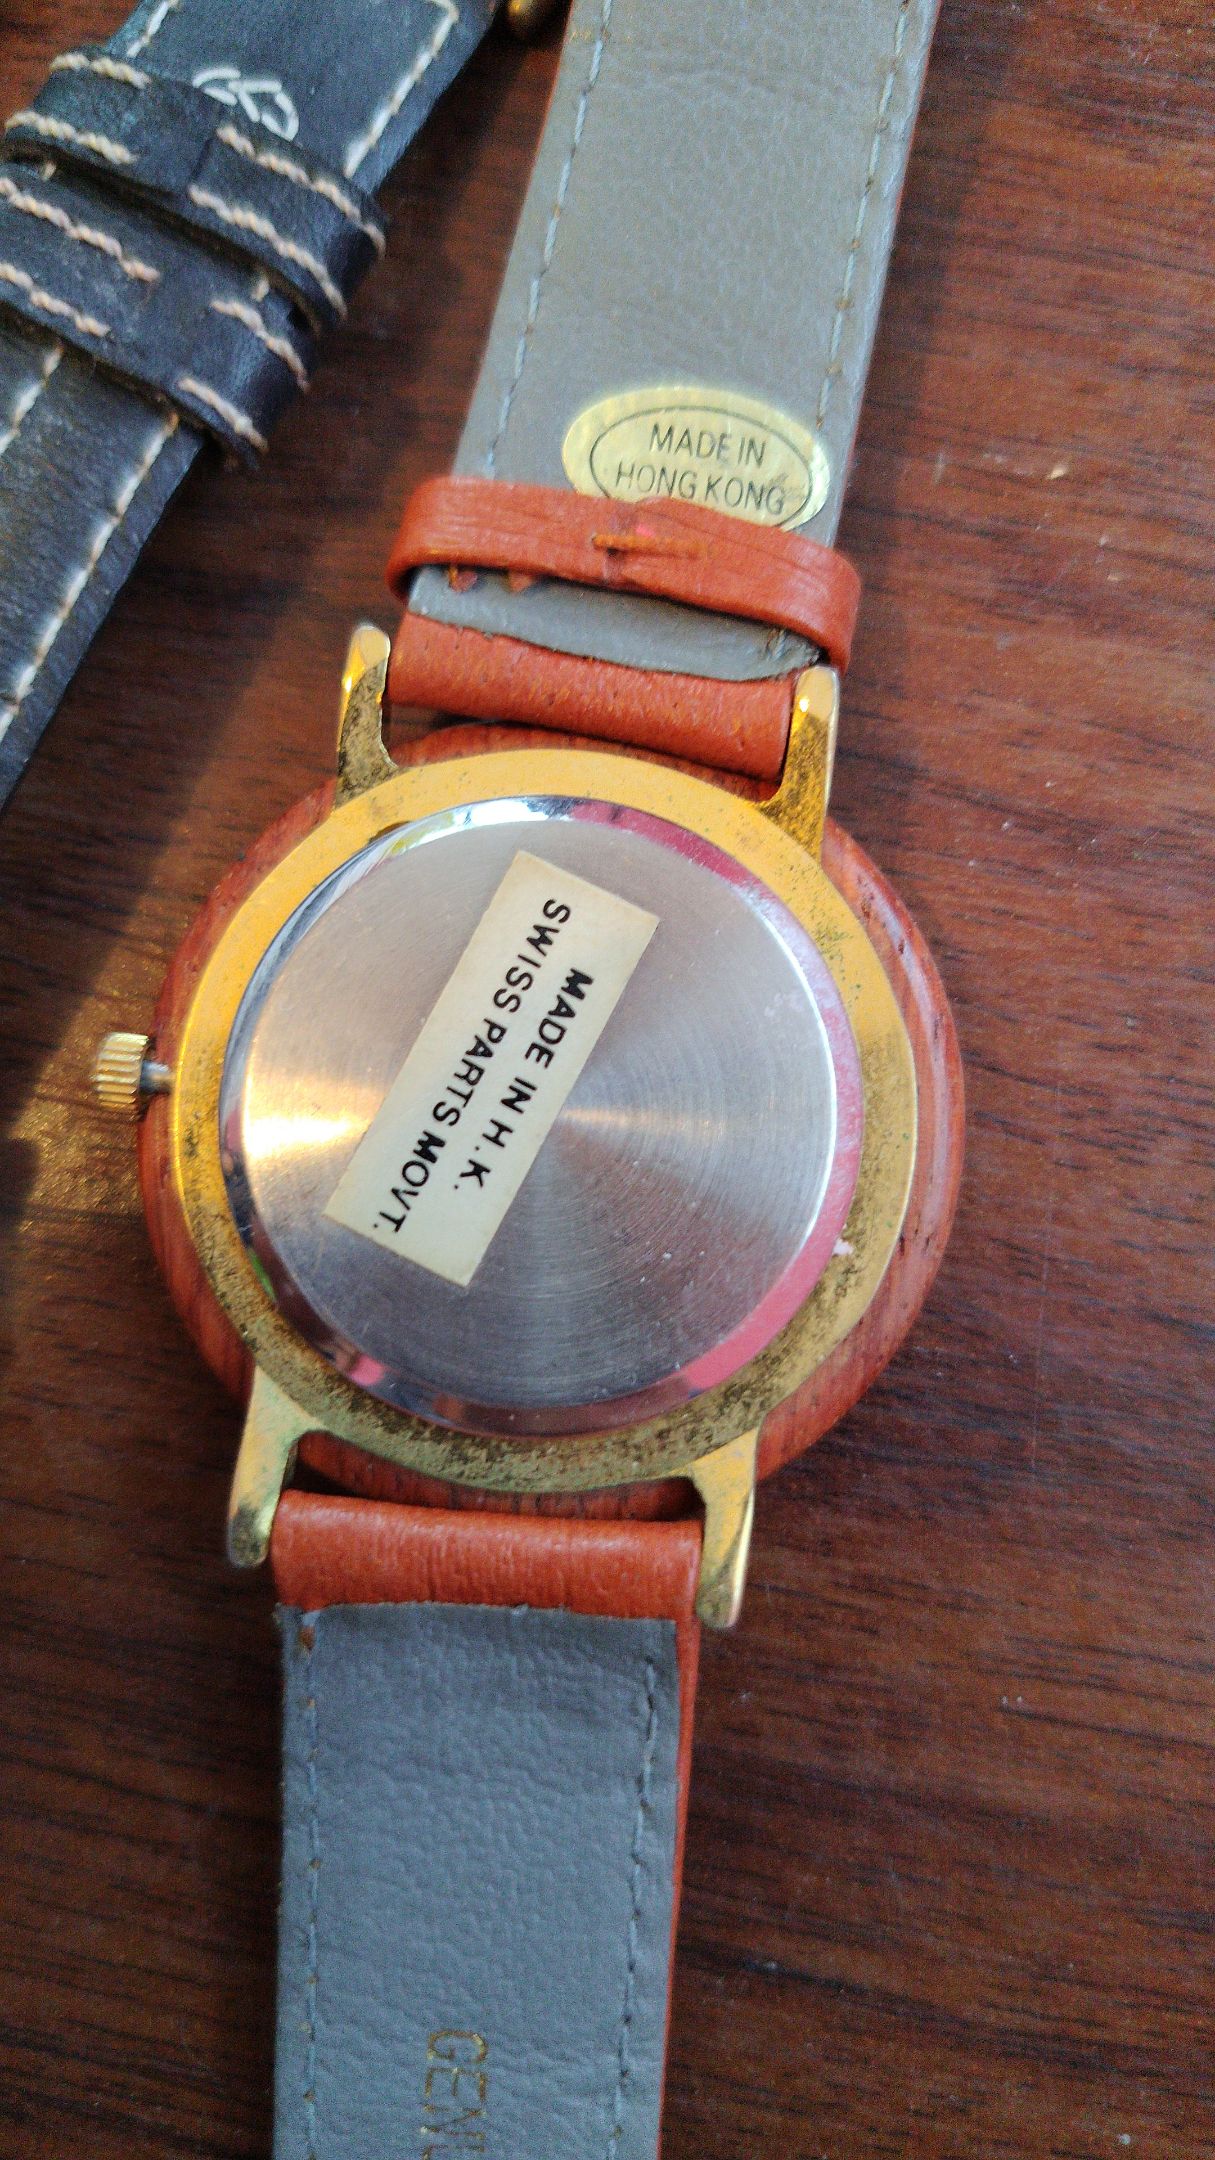 MADE IN
HONG KONG
MADE IN H.K.
SWISS PARTS MOVT.